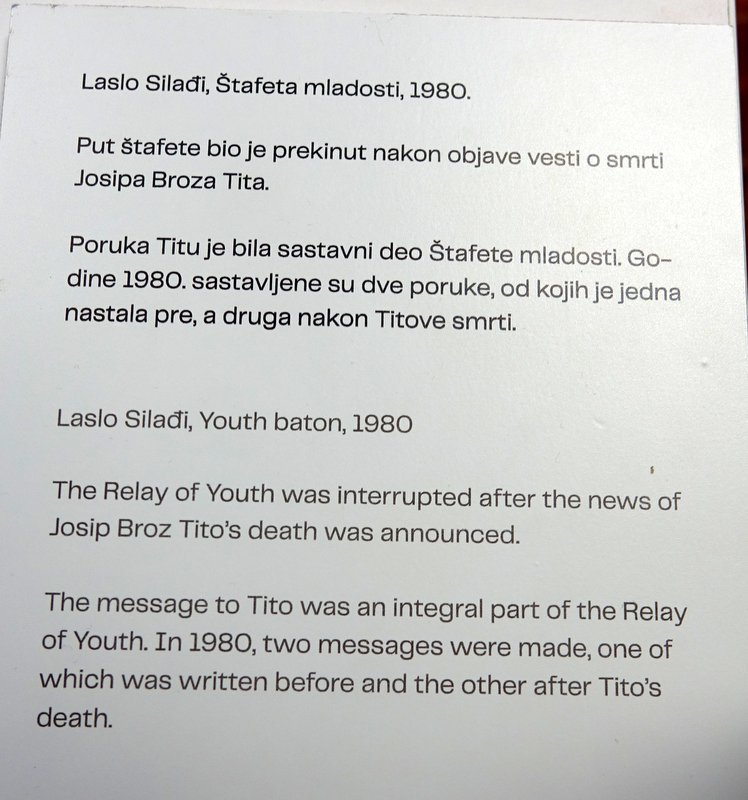 Laslo Silađi, Štafeta mladosti, 1980.
Put štafete bio je prekinut nakon objave vesti o smrti
Josipa Broza Tita.
Poruka Titu je bila sastavni deo Štafete mladosti. Go-
dine 1980. sastavljene su dve poruke, od kojih je jedna
nastala pre, a druga nakon Titove smrti.
Laslo Silađi, Youth baton, 1980
The Relay of Youth was interrupted after the news of
Josip Broz Tito's death was announced.
The message to Tito was an integral part of the Relay
of Youth. In 1980, two messages were made, one of
which was written before and the other after Tito's
death.